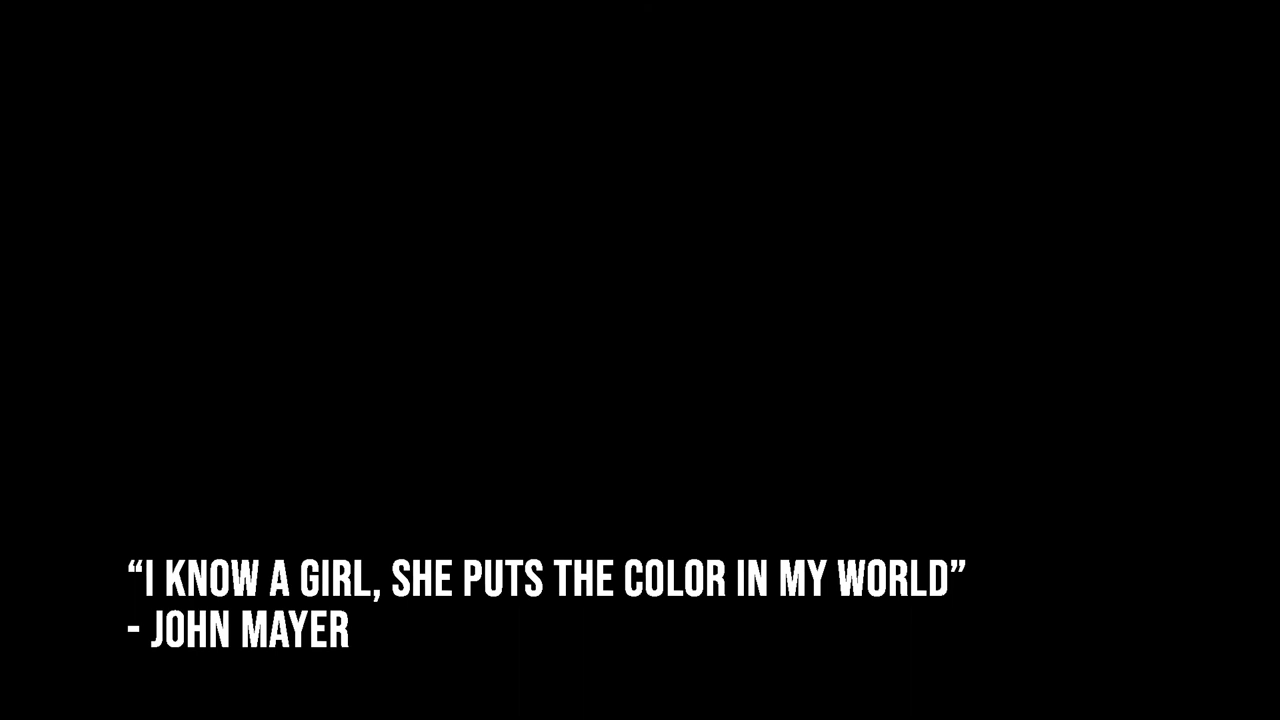 “I KNOW A GIRL, SHE PUTS THE COLOR IN MY WORLD”
- JOHN MAYER